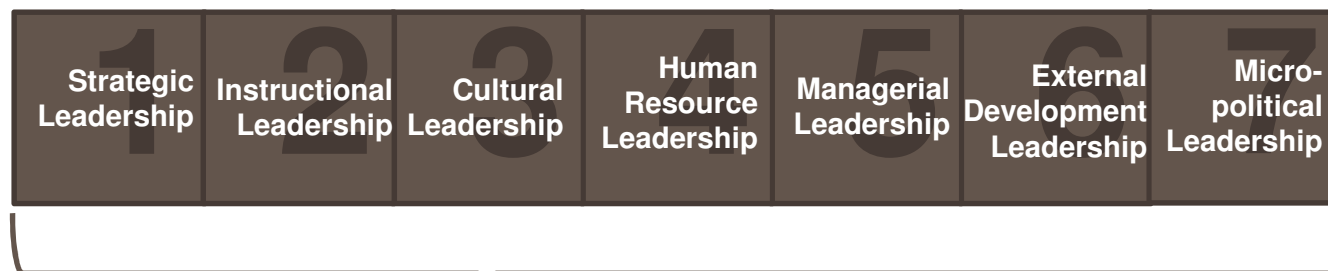 1
Strategic
Leadership
2
Instructional
Leadership
3
Cultural
Leadership
4
Human
Resource
Leadership
5
Managerial
Leadership
6
External
Development
Leadership
7
Micro-
political
Leadership